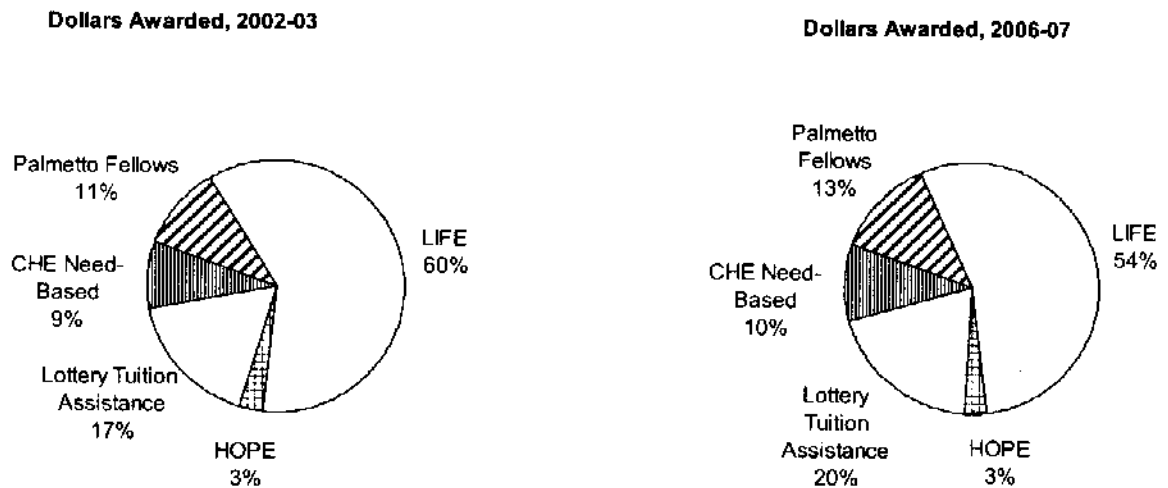 Dollars Awarded, 2002-03
Palmetto Fellows
11%
LIFE
60%
CHE Need-
Based
9%
Lottery Tuition
Assistance
17%
HOPE
3%
Dollars Awarded, 2006-07
Palmetto
Fellows
13%
LIFE
54%
CHE Need-
Based
10%
Lottery
Tuition
Assistance
20%
HOPE
3%